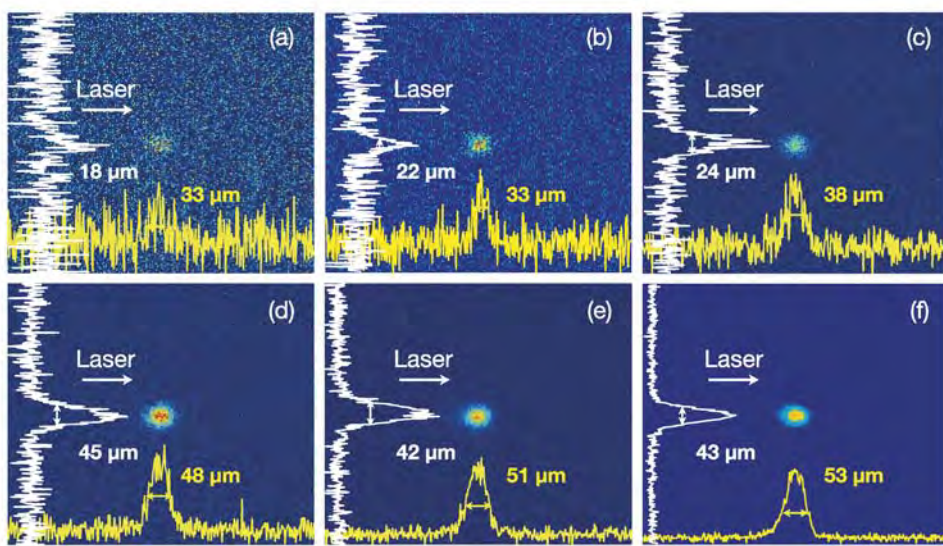 (a)
Laser
18 µm
33 µm
(b)
Laser
22 µm
33 µm
(c)
Laser
24 µm
38 µm
(d)
Laser
45 µm
48 µm
(e)
Laser
42 µm
51 µm
(f)
Laser
43 µm
53 µm